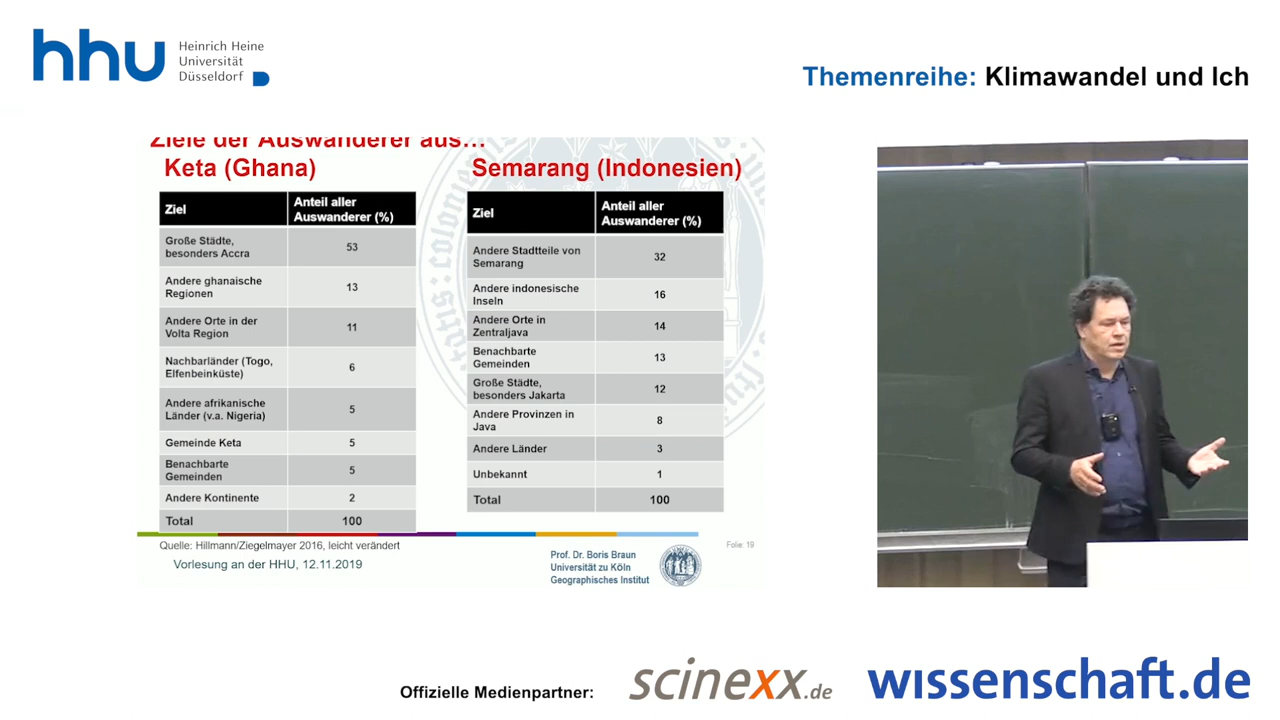 hhu
Heinrich Heine
Universität
Düsseldorf
Themenreihe: Klimawandel und Ich
Ziele der Auswanderer aus…
Keta (Ghana)
Ziel
Anteil aller
Auswanderer (%)
Große Städte,
besonders Accra
53
Andere ghanaische
Regionen
13
Andere Orte in der
Volta Region
11
Nachbarländer (Togo,
Elfenbeinküste)
6
Andere afrikanische
Länder (v.a. Nigeria)
5
Gemeinde Keta
5
Benachbarte
Gemeinden
5
Andere Kontinente
2
Total
100
Semarang (Indonesien)
Ziel
Anteil aller
Auswanderer (%)
Andere Stadtteile von
Semarang
32
Andere indonesische
Inseln
16
Andere Orte in
Zentraljava
14
Benachbarte
Gemeinden
13
Große Städte,
besonders Jakarta
12
Andere Provinzen in
Java
8
Andere Länder
3
Unbekannt
1
Total
100
Quelle: Hillmann/Ziegelmayer 2016, leicht verändert
Vorlesung an der HHU, 12.11.2019
Prof. Dr. Boris Braun
Universität zu Köln
Geographisches Institut
Folie: 19
Offizielle Medienpartner:
scinexx.de
wissenschaft.de